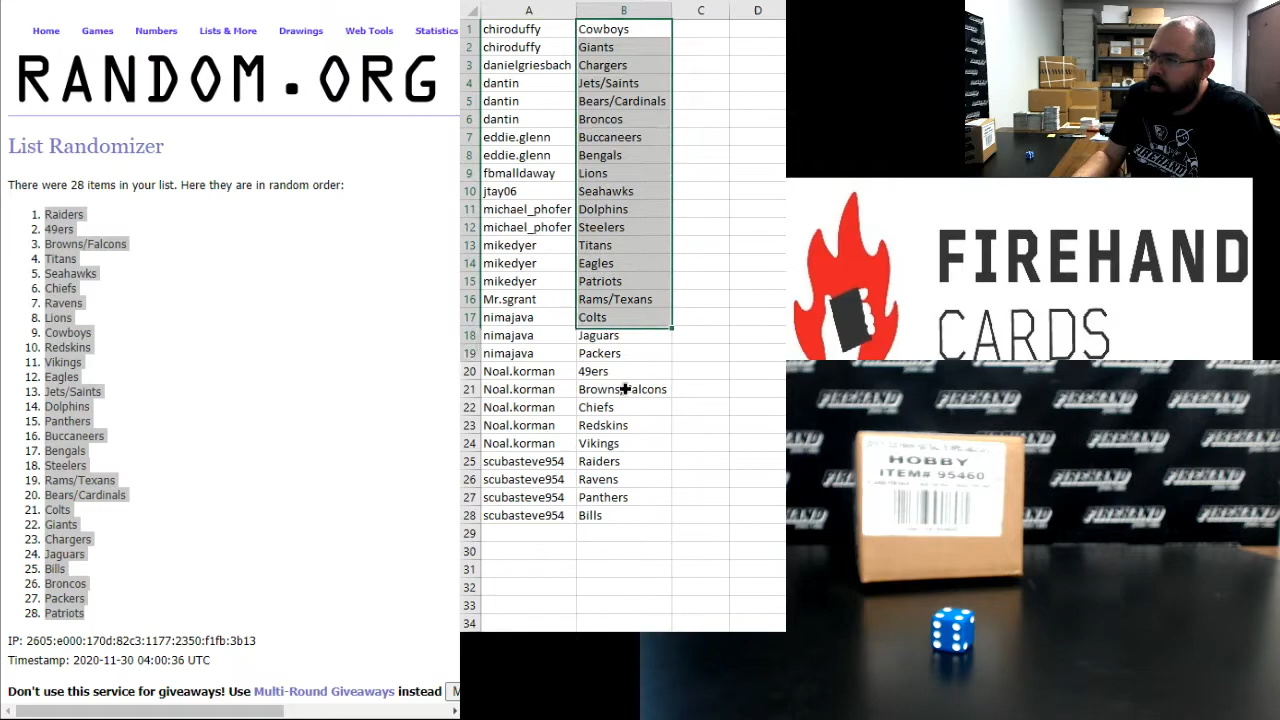 Home Games Numbers Lists & More Drawings Web Tools Statistics
RANDOM.ORG
List Randomizer
There were 28 items in your list. Here they are in random order:
1. Raiders
2. 49ers
3. Browns/Falcons
4. Titans
5. Seahawks
6. Chiefs
7. Ravens
8. Lions
9. Cowboys
10. Redskins
11. Vikings
12. Eagles
13. Jets/Saints
14. Dolphins
15. Panthers
16. Buccaneers
17. Bengals
18. Steelers
19. Rams/Texans
20. Bears/Cardinals
21. Colts
22. Giants
23. Chargers
24. Jaguars
25. Bills
26. Broncos
27. Packers
28. Patriots
IP: 2605:e000:170d:82c3:1177:2350:f1fb:3b13
Timestamp: 2020-11-30 04:00:36 UTC
Don't use this service for giveaways! Use Multi-Round Giveaways instead
A B C D
1 chiroduffy Cowboys
2 chiroduffy Giants
3 danielgriesbach Chargers
4 dantin Jets/Saints
5 dantin Bears/Cardinals
6 dantin Broncos
7 eddie.glenn Buccaneers
8 eddie.glenn Bengals
9 fbmalldaway Lions
10 jtay06 Seahawks
11 michael_phofer Dolphins
12 michael_phofer Steelers
13 mikedyer Titans
14 mikedyer Eagles
15 mikedyer Patriots
16 Mr.sgrant Rams/Texans
17 nimajava Colts
18 nimajava Jaguars
19 nimajava Packers
20 Noal.korman 49ers
21 Noal.korman Browns/Falcons
22 Noal.korman Chiefs
23 Noal.korman Redskins
24 Noal.korman Vikings
25 scubasteve954 Raiders
26 scubasteve954 Ravens
27 scubasteve954 Panthers
28 scubasteve954 Bills
29
30
31
32
33
34
FIREHAND
CARDS
HOBBY
ITEM# 95460